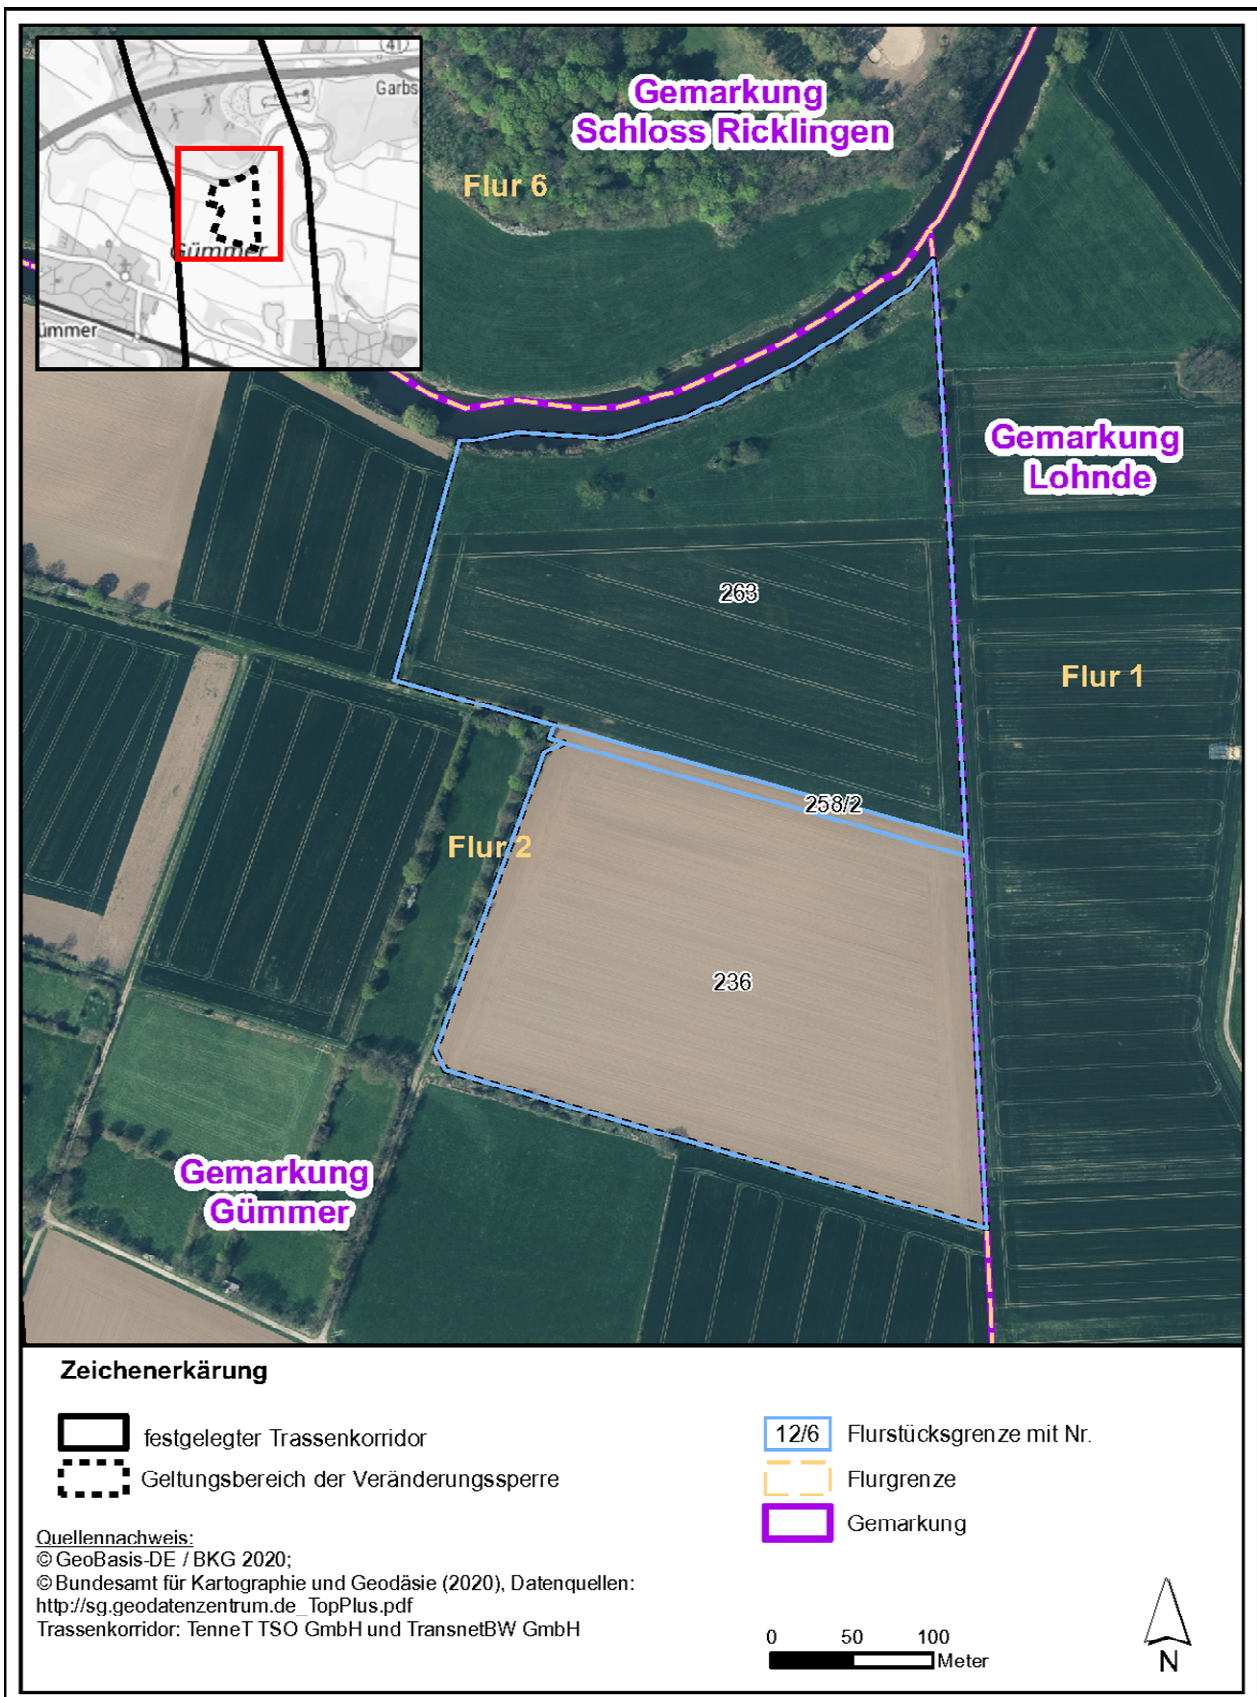 41
Garbs
Gümmer
ümmer
Gemarkung
Schloss Ricklingen
Flur 6
Gemarkung
Lohnde
263
Flur 1
258/2
Flur 2
236
Gemarkung
Gümmer
Zeichenerkärung
festgelegter Trassenkorridor
Geltungsbereich der Veränderungssperre
12/6 Flurstücksgrenze mit Nr.
Flurgrenze
Gemarkung
Quellennachweis:
© GeoBasis-DE / BKG 2020;
© Bundesamt für Kartographie und Geodäsie (2020), Datenquellen:
http://sg.geodatenzentrum.de_TopPlus.pdf
Trassenkorridor: TenneT TSO GmbH und TransnetBW GmbH
0 50 100
Meter
N